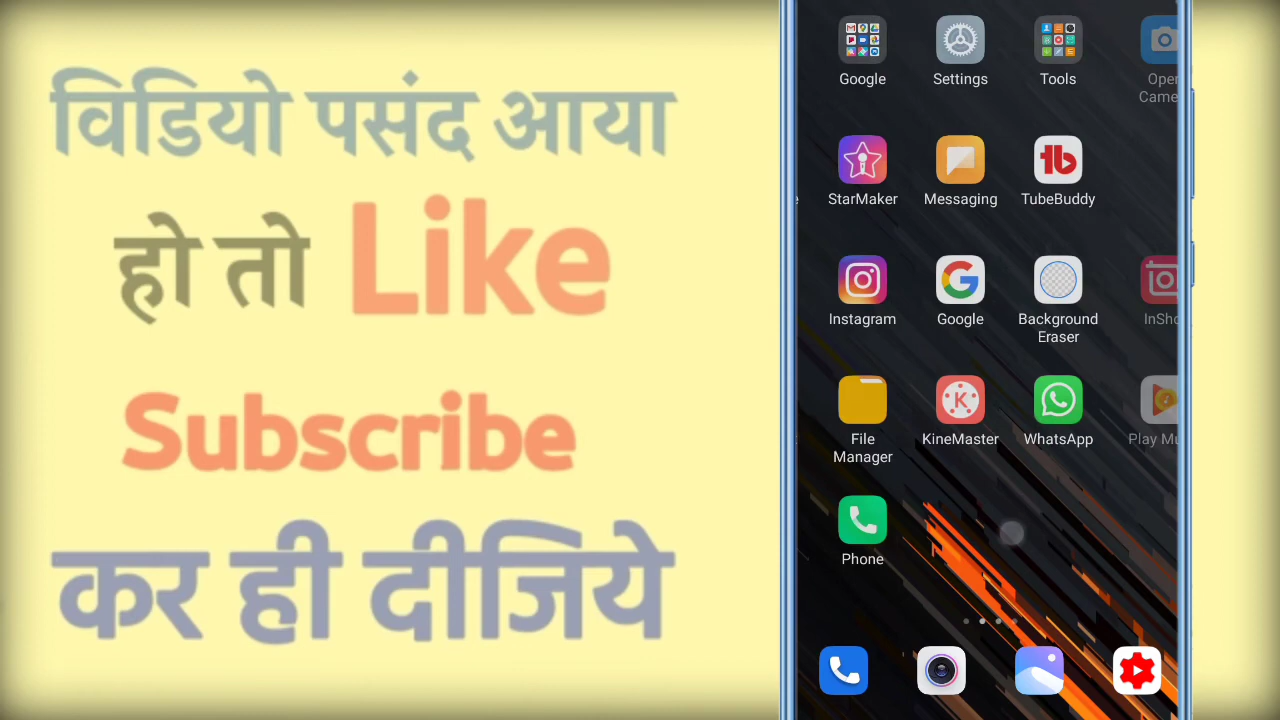 विडियो पसंद आया
हो तो Like
Subscribe
कर ही दीजिये
Google
Settings
Tools
StarMaker
Messaging
TubeBuddy
Instagram
Google
Background
Eraser
File
Manager
KineMaster
WhatsApp
Phone